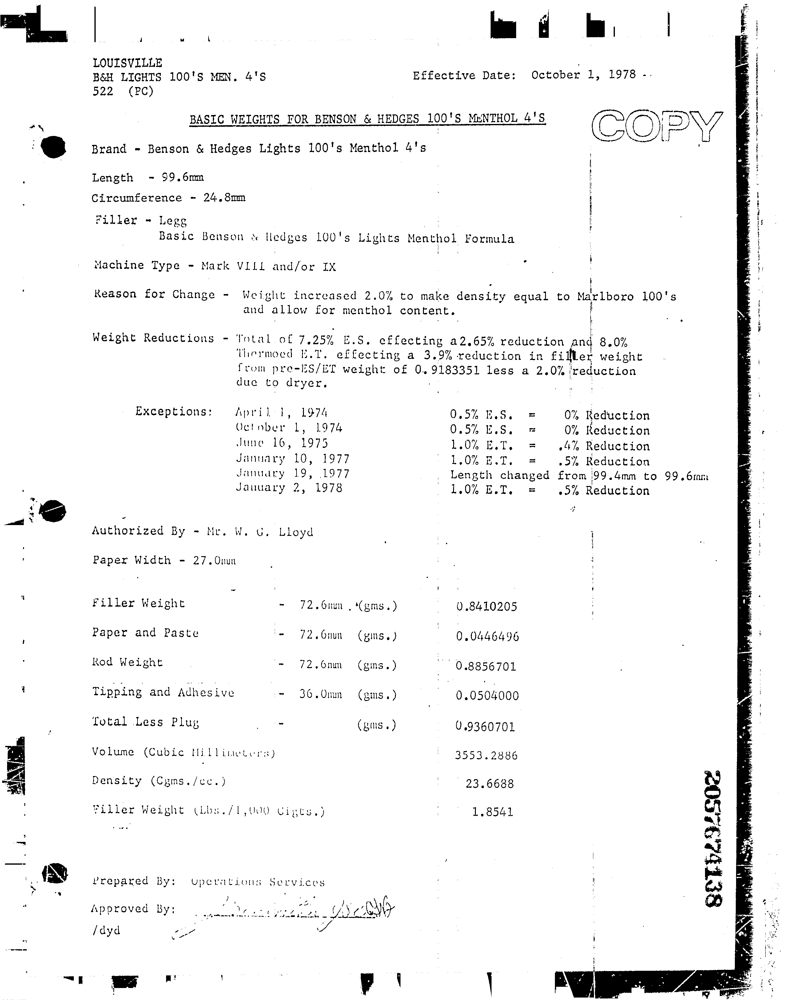 LOUISVILLE
B&H LIGHTS 100'S MEN. 4'S
Effective Date: October 1, 1978
522 (PC)
BASIC WEIGHTS FOR BENSON & HEDGES 100'S MENTHOL 4'S
COPY
Brand - Benson & Hedges Lights 100's Menthol 4's
Length - 99.6mm
Circumference - 24.8mm
Filler - Legg
Basic Benson & Hedges 100's Lights Menthol Formula
Machine Type - Mark VIII and/or IX
Reason for Change - Weight increased 2.0% to make density equal to Marlboro 100's
and allow for menthol content.
Weight Reductions - Total of 7.25% E.S. effecting a 2.65% reduction and 8.0%
Thermoed E.T. effecting a 3.9% reduction in filler weight
from pre-ES/ET weight of 0.9183351 less a 2.0% reduction
due to dryer.
Exceptions: April 1, 1974 0.5% E.S. = 0% Reduction
October 1, 1974 0.5% E.S. = 0% Reduction
June 16, 1975 1.0% E.T. = .4% Reduction
January 10, 1977 1.0% E.T. = .5% Reduction
January 19, 1977 Length changed from 99.4mm to 99.6mm
January 2, 1978 1.0% E.T. = .5% Reduction
Authorized By - Mr. W. G. Lloyd
Paper Width - 27.0mm
Filler Weight - 72.6mm (gms.) 0.8410205
Paper and Paste - 72.6mm (gms.) 0.0446496
Rod Weight - 72.6mm (gms.) 0.8856701
Tipping and Adhesive - 36.0mm (gms.) 0.0504000
Total Less Plug - (gms.) 0.9360701
Volume (Cubic Millimeters) 3553.2886
Density (Cgms./cc.) 23.6688
Filler Weight (Lbs./1,000 Cigts.) 1.8541
2057674138
Prepared By: Operations Services
Approved By:
/dyd